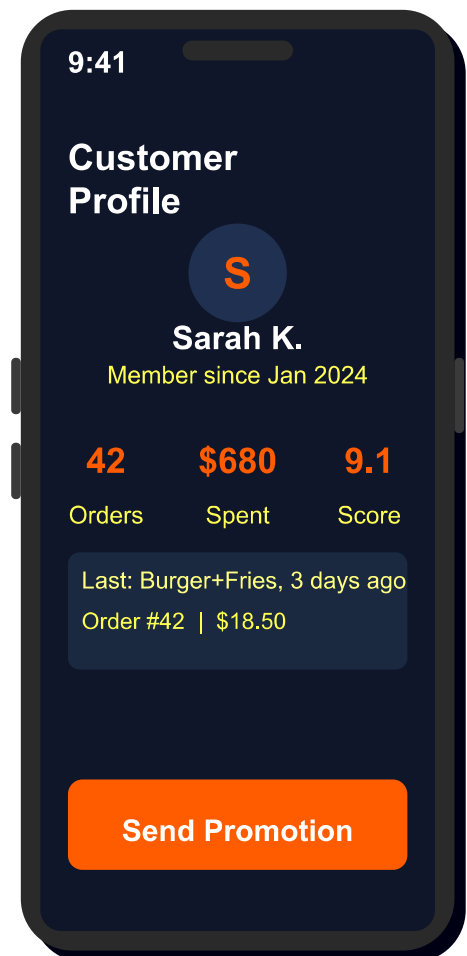 9:41
Customer
Profile
S
Sarah K.
Member since Jan 2024
42 $680 9.1
Orders Spent Score
Last: Burger+Fries, 3 days ago
Order #42 | $18.50
Send Promotion